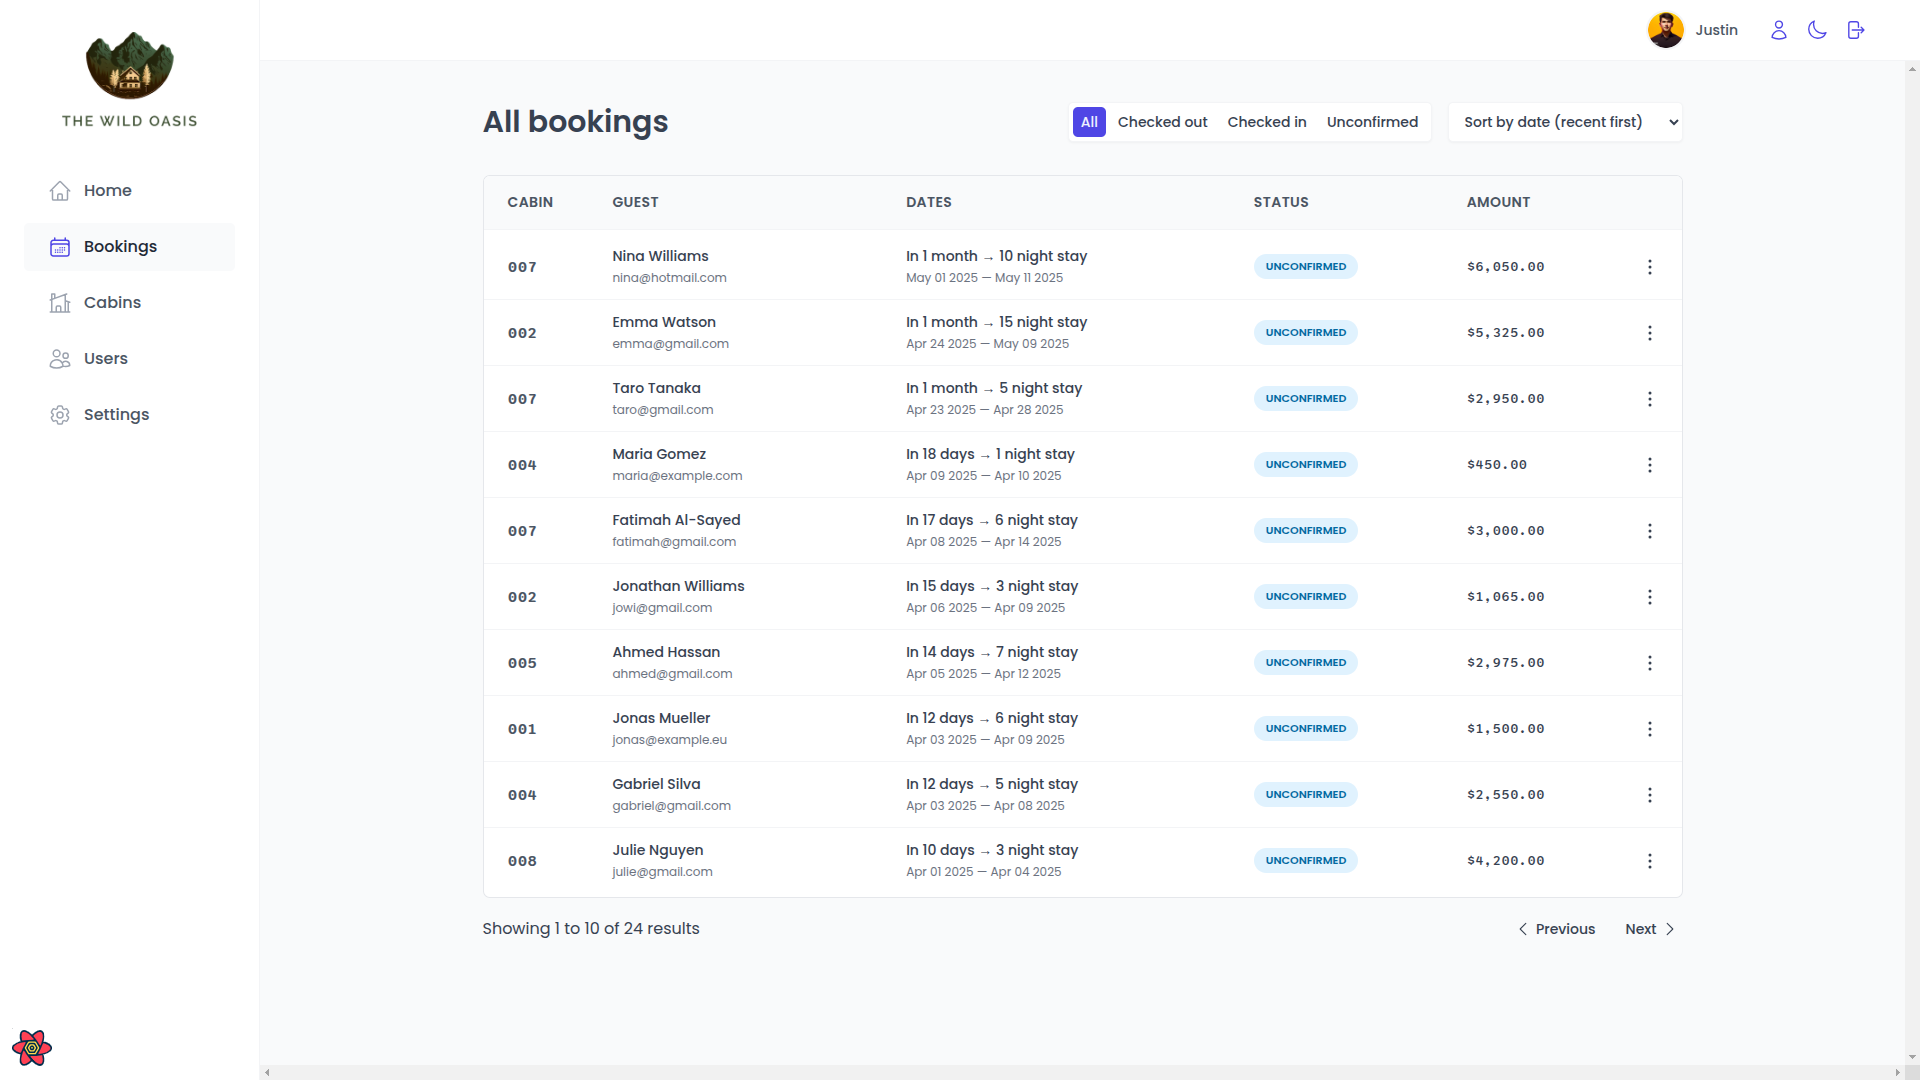 THE WILD OASIS
Home
Bookings
Cabins
Users
Settings
Justin
All bookings
All Checked out Checked in Unconfirmed
Sort by date (recent first)
CABIN GUEST DATES STATUS AMOUNT
007 Nina Williams In 1 month → 10 night stay UNCONFIRMED $6,050.00
nina@hotmail.com May 01 2025 — May 11 2025
002 Emma Watson In 1 month → 15 night stay UNCONFIRMED $5,325.00
emma@gmail.com Apr 24 2025 — May 09 2025
007 Taro Tanaka In 1 month → 5 night stay UNCONFIRMED $2,950.00
taro@gmail.com Apr 23 2025 — Apr 28 2025
004 Maria Gomez In 18 days → 1 night stay UNCONFIRMED $450.00
maria@example.com Apr 09 2025 — Apr 10 2025
007 Fatimah Al-Sayed In 17 days → 6 night stay UNCONFIRMED $3,000.00
fatimah@gmail.com Apr 08 2025 — Apr 14 2025
002 Jonathan Williams In 15 days → 3 night stay UNCONFIRMED $1,065.00
jowi@gmail.com Apr 06 2025 — Apr 09 2025
005 Ahmed Hassan In 14 days → 7 night stay UNCONFIRMED $2,975.00
ahmed@gmail.com Apr 05 2025 — Apr 12 2025
001 Jonas Mueller In 12 days → 6 night stay UNCONFIRMED $1,500.00
jonas@example.eu Apr 03 2025 — Apr 09 2025
004 Gabriel Silva In 12 days → 5 night stay UNCONFIRMED $2,550.00
gabriel@gmail.com Apr 03 2025 — Apr 08 2025
008 Julie Nguyen In 10 days → 3 night stay UNCONFIRMED $4,200.00
julie@gmail.com Apr 01 2025 — Apr 04 2025
Showing 1 to 10 of 24 results
Previous Next